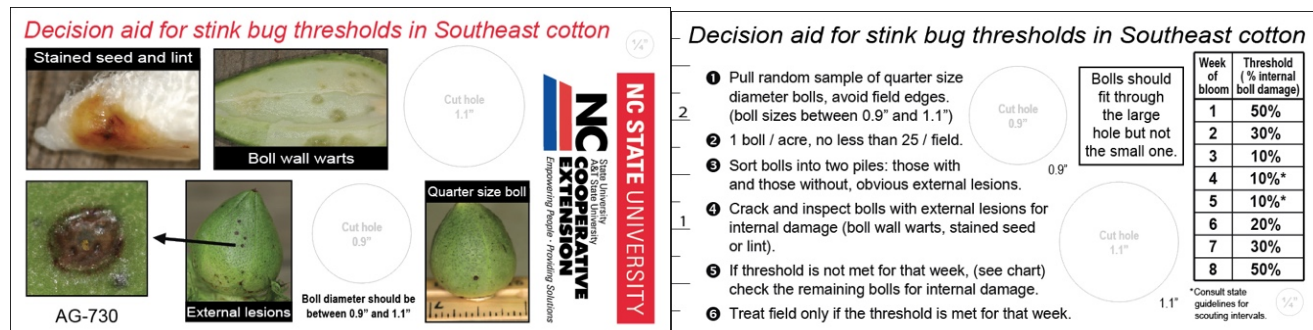 Decision aid for stink bug thresholds in Southeast cotton
¼"
Stained seed and lint
Boll wall warts
Cut hole
1.1"
External lesions
Cut hole
0.9"
Boll diameter should be
between 0.9" and 1.1"
Quarter size boll
AG-730
NC STATE UNIVERSITY
NC
State University
A&T State University
COOPERATIVE
EXTENSION
Empowering People · Providing Solutions
Decision aid for stink bug thresholds in Southeast cotton
2
1
1 Pull random sample of quarter size
diameter bolls, avoid field edges.
(boll sizes between 0.9” and 1.1”)
2 1 boll / acre, no less than 25 / field.
3 Sort bolls into two piles: those with
and those without, obvious external lesions.
4 Crack and inspect bolls with external lesions for
internal damage (boll wall warts, stained seed
or lint).
5 If threshold is not met for that week, (see chart)
check the remaining bolls for internal damage.
6 Treat field only if the threshold is met for that week.
Cut hole
0.9"
0.9"
Cut hole
1.1"
1.1"
Bolls should
fit through
the large
hole but not
the small one.
Week of bloom Threshold ( % internal boll damage)
1 50%
2 30%
3 10%
4 10%*
5 10%*
6 20%
7 30%
8 50%
*Consult state
guidelines for
scouting intervals.
¼"